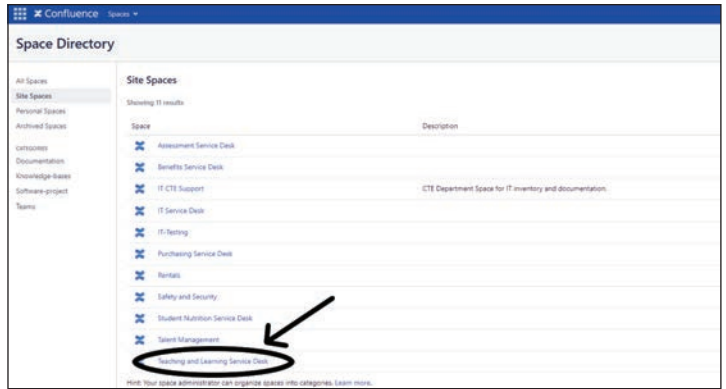 Confluence Spaces
Space Directory
All Spaces
Site Spaces
Personal Spaces
Archived Spaces
CATEGORIES
Documentation
Knowledge-bases
Software-project
Teams
Site Spaces
Showing 11 results
Space Description
Assessment Service Desk
Benefits Service Desk
IT CTE Support CTE Department Space for IT inventory and documentation.
IT Service Desk
IT-Testing
Purchasing Service Desk
Rentals
Safety and Security
Student Nutrition Service Desk
Talent Management
Teaching and Learning Service Desk
Hint: Your space administrator can organize spaces into categories. Learn more.